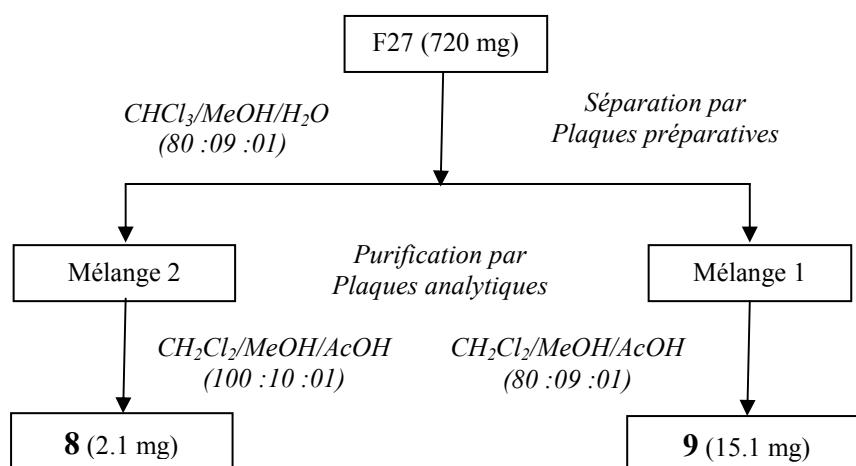 F27 (720 mg)
CHCl3/MeOH/H2O
(80 :09 :01)
Séparation par
Plaques préparatives
Mélange 2
Purification par
Plaques analytiques
Mélange 1
CH2Cl2/MeOH/AcOH
(100 :10 :01)
CH2Cl2/MeOH/AcOH
(80 :09 :01)
8 (2.1 mg)
9 (15.1 mg)